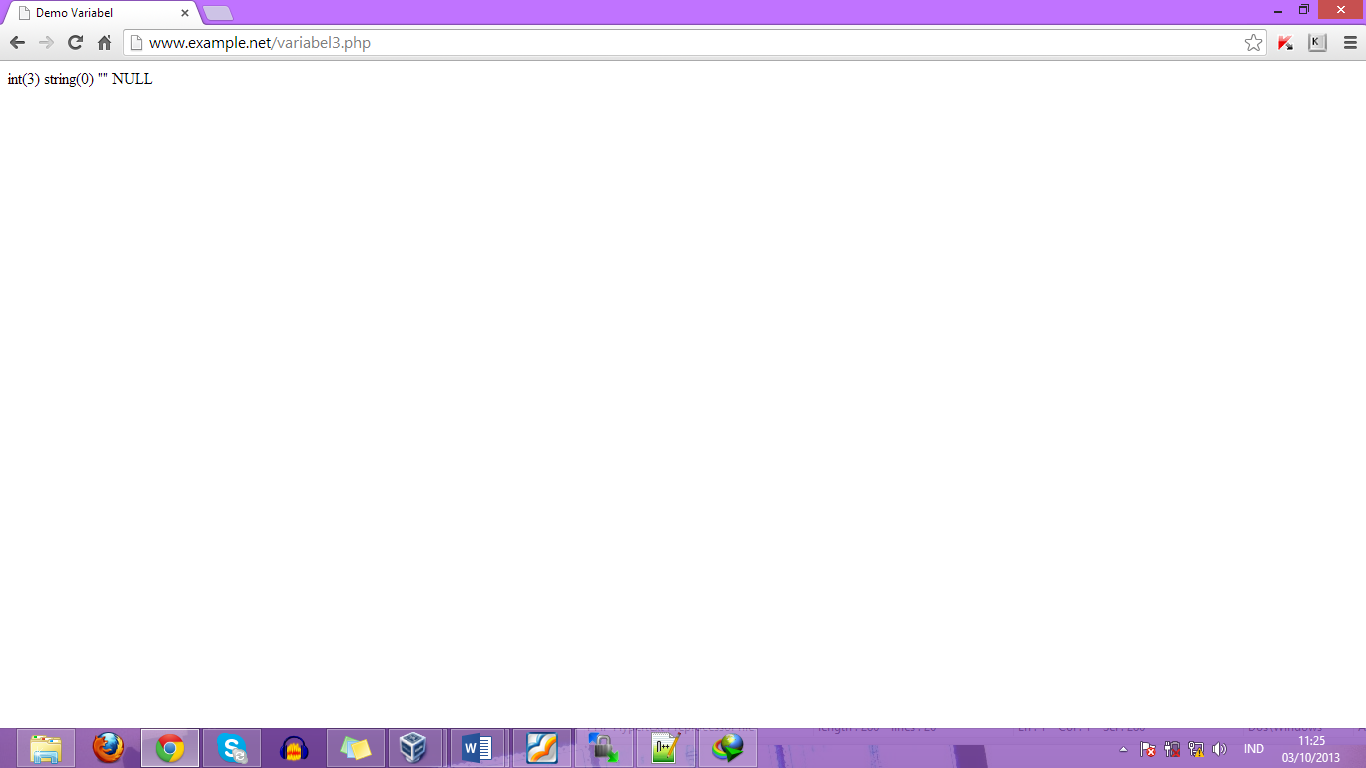 Demo Variabel
www.example.net/variabel3.php
K
int(3) string(0) "" NULL
IND
11:25
03/10/2013